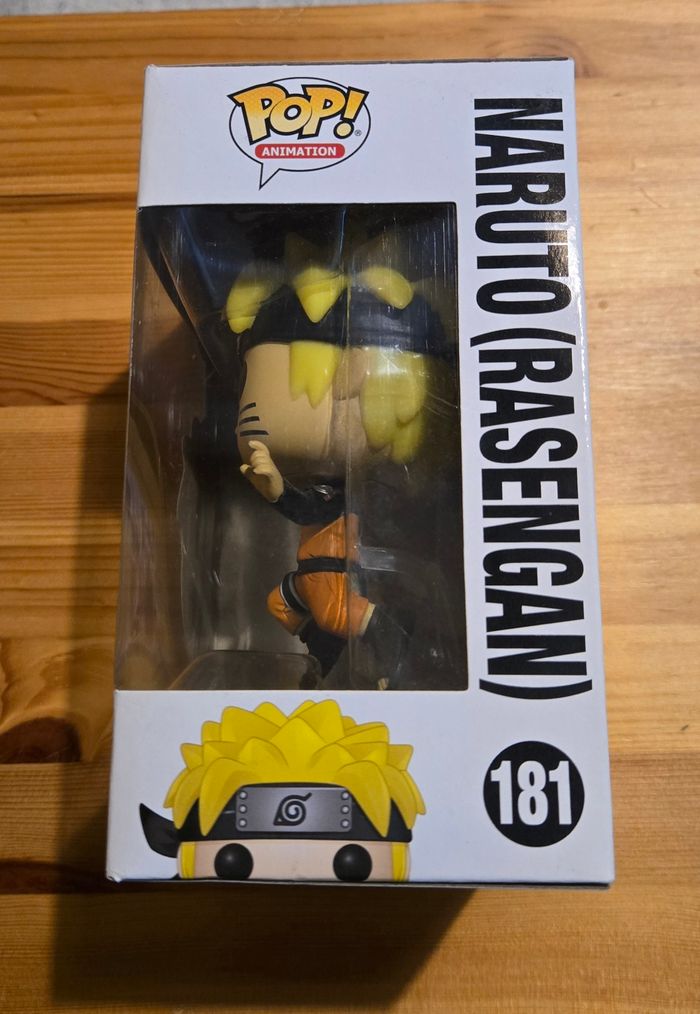 POP!
ANIMATION
NARUTO (RASENGAN)
181